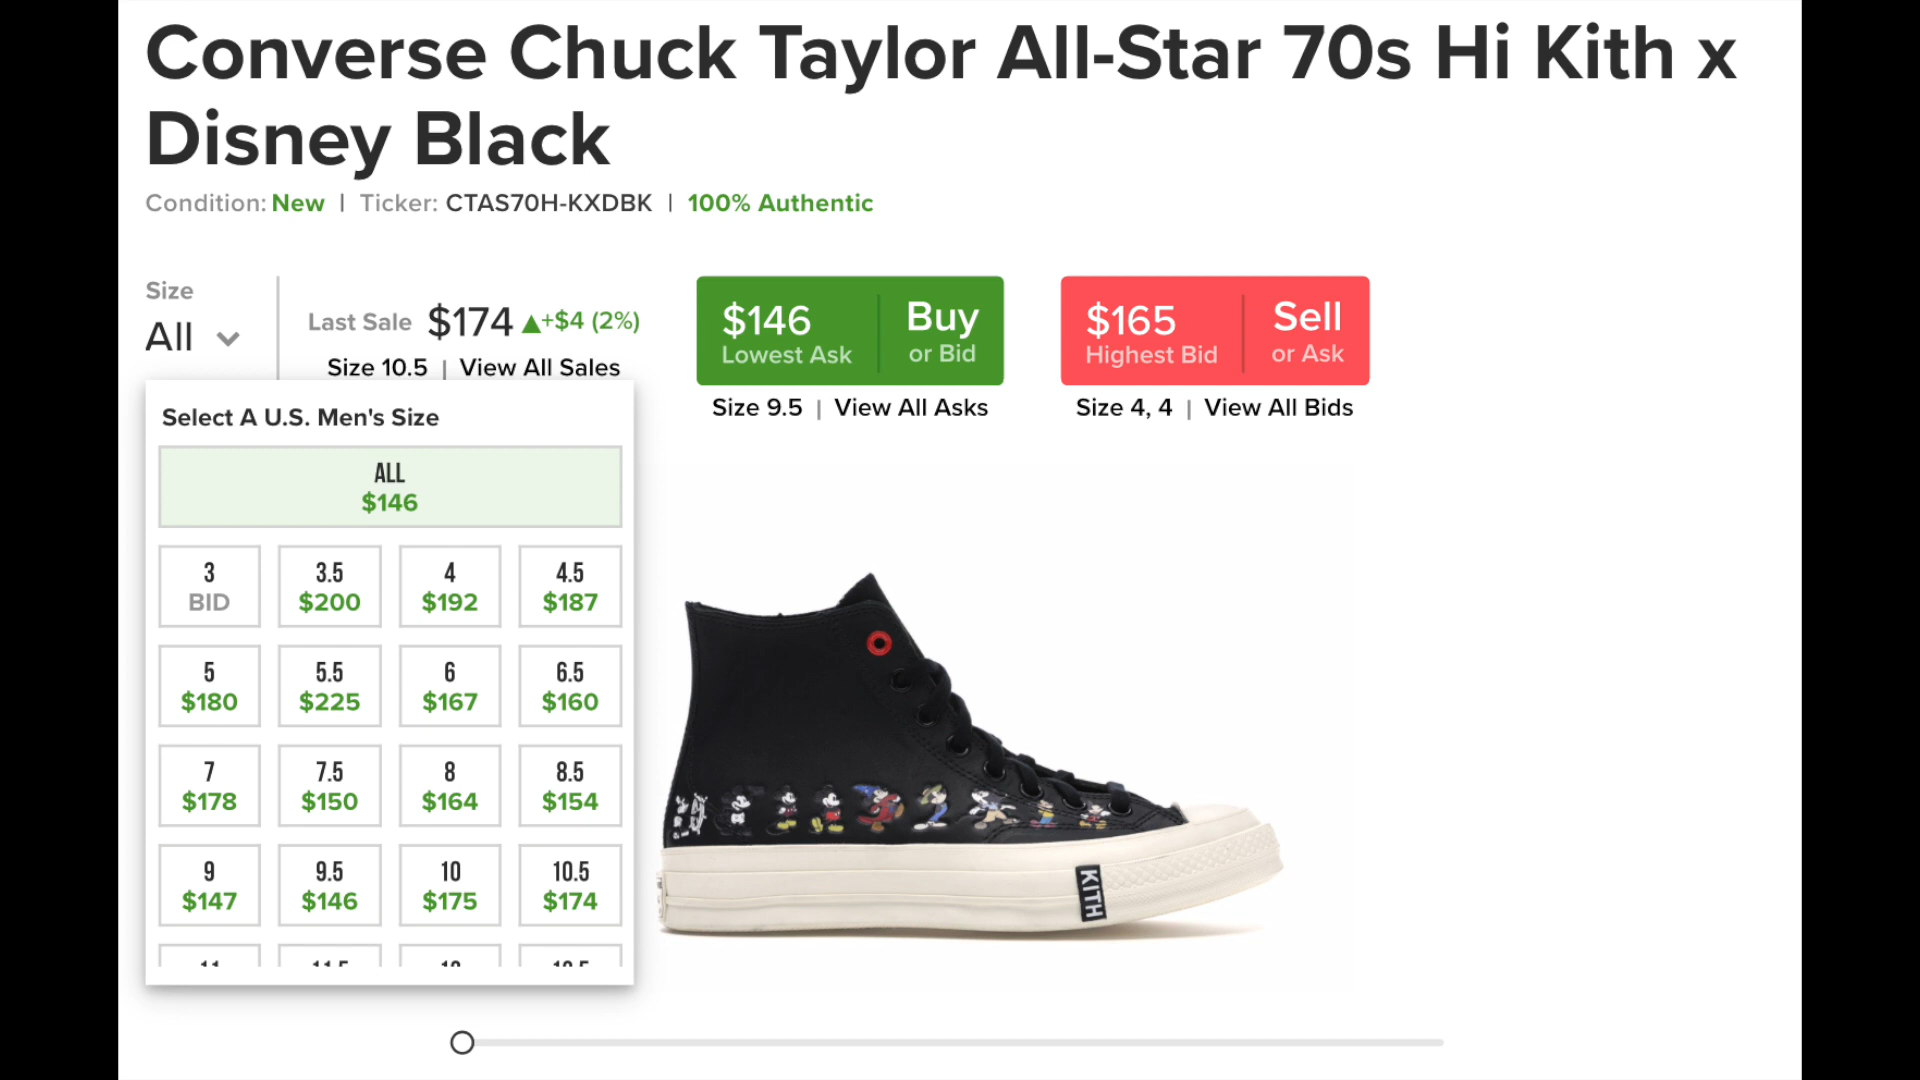 Converse Chuck Taylor All-Star 70s Hi Kith x
Disney Black
Condition: New | Ticker: CTAS70H-KXDBK | 100% Authentic
Size
All
Last Sale $174 ▲+$4 (2%)
Size 10.5 | View All Sales
$146 Buy
Lowest Ask or Bid
Size 9.5 | View All Asks
$165 Sell
Highest Bid or Ask
Size 4, 4 | View All Bids
Select A U.S. Men's Size
ALL
$146
3 3.5 4 4.5
BID $200 $192 $187
5 5.5 6 6.5
$180 $225 $167 $160
7 7.5 8 8.5
$178 $150 $164 $154
9 9.5 10 10.5
$147 $146 $175 $174
KITH